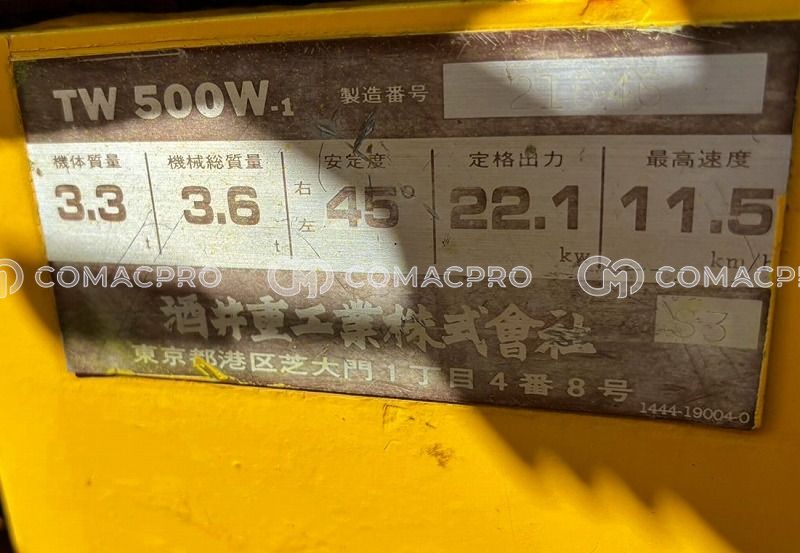 TW 500W-1 製造番号
機体質量 機械総質量 安定度 定格出力 最高速度
3.3 t 3.6 t 右 左 45° 22.1 kw 11.5 km/h
COMACPRO COMACPRO COMACPRO
酒井重工業株式會社 S3
東京都港区芝大門1丁目4番8号
1444-19004-0